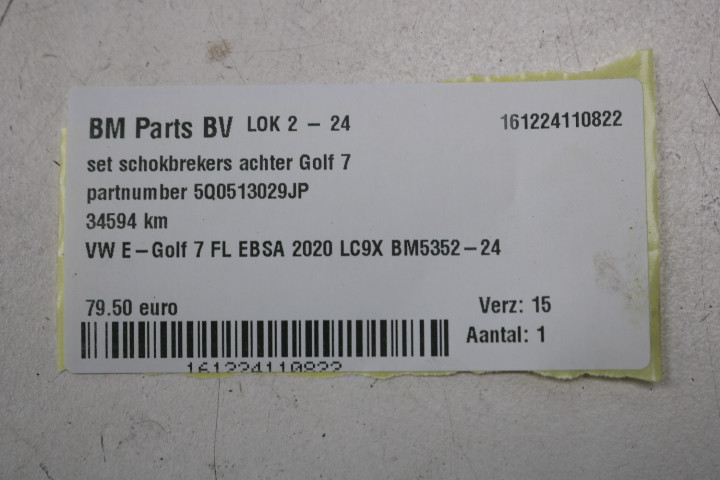 BM Parts BV LOK 2 - 24 161224110822
set schokbrekers achter Golf 7
partnumber 5Q0513029JP
34594 km
VW E-Golf 7 FL EBSA 2020 LC9X BM5352-24
79.50 euro Verz: 15
Aantal: 1
161224110822